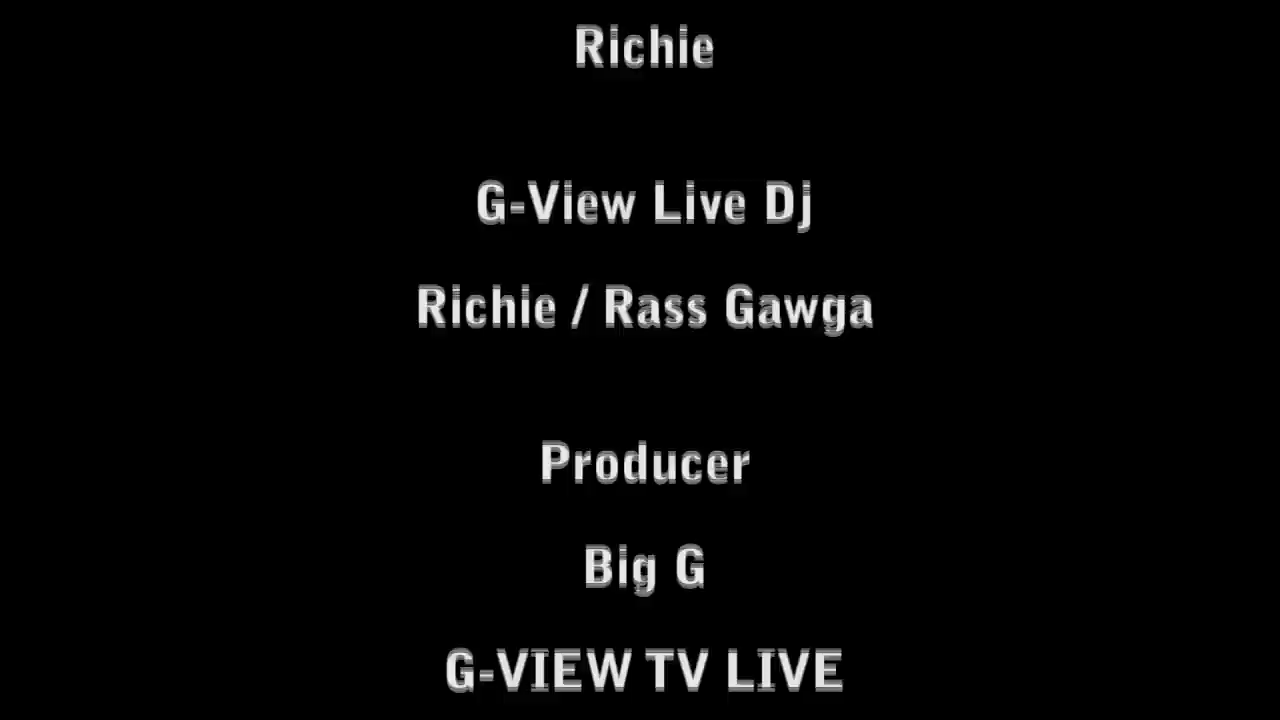 Richie
G-View Live Dj
Richie / Rass Gawga
Producer
Big G
G-VIEW TV LIVE